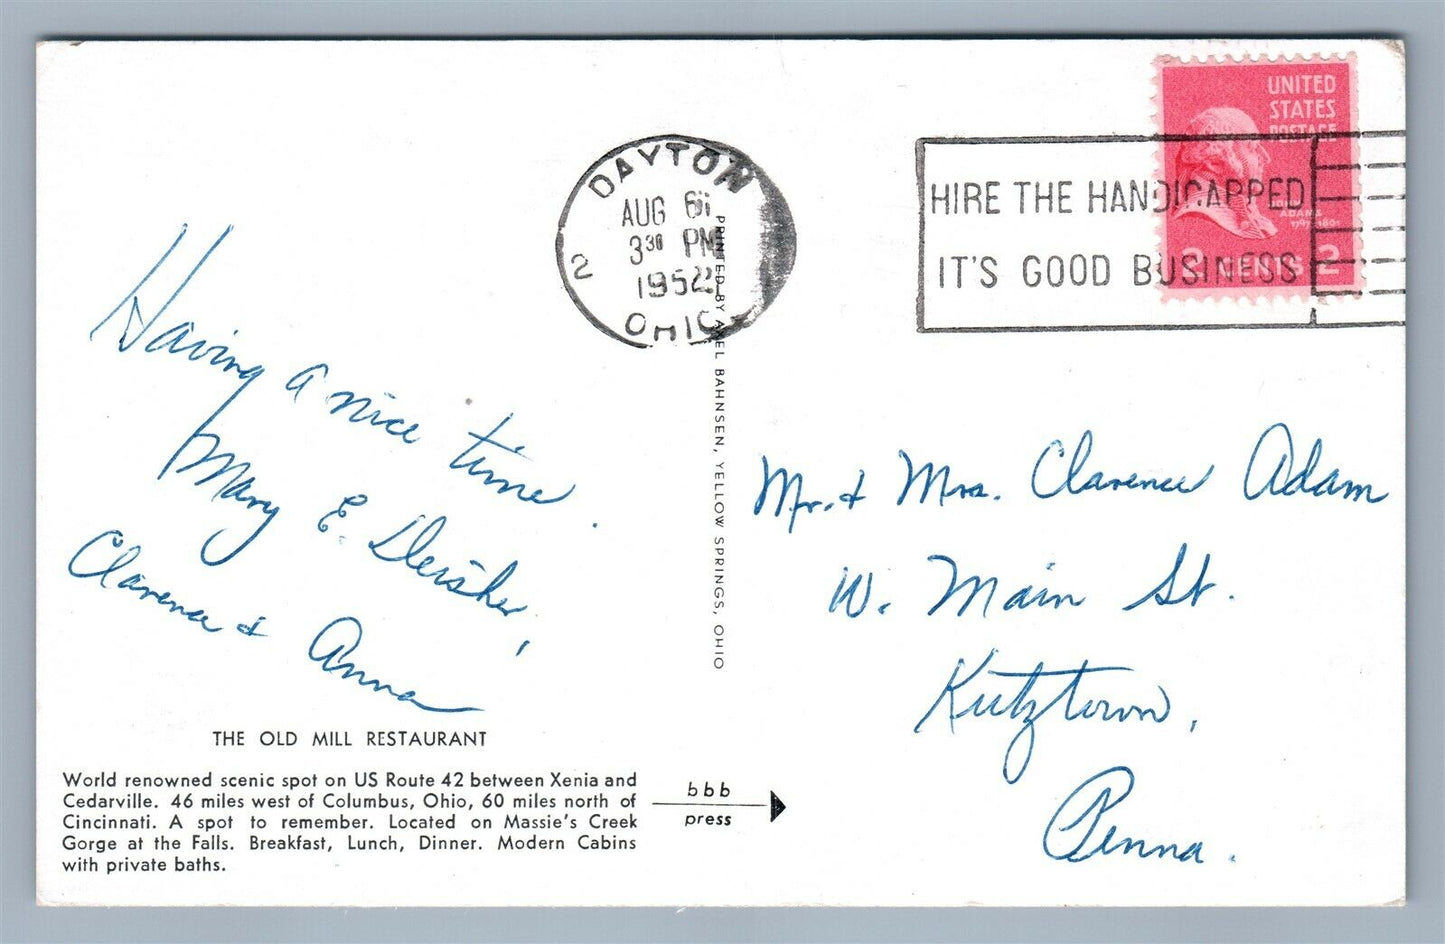 UNITED
STATES
POSTAGE
ADAMS
2 CENTS 2
DAYTON
AUG 6
3 30 PM
1952
2
OHIO
HIRE THE HANDICAPPED
IT'S GOOD BUSINESS
Having a nice time.
Mary E. Deisher,
Clarence & Anna
THE OLD MILL RESTAURANT
World renowned scenic spot on US Route 42 between Xenia and
Cedarville. 46 miles west of Columbus, Ohio, 60 miles north of
Cincinnati. A spot to remember. Located on Massie's Creek
Gorge at the Falls. Breakfast, Lunch, Dinner. Modern Cabins
with private baths.
bbb
press
PRINTED BY AXEL BAHNSEN, YELLOW SPRINGS, OHIO
Mr. & Mrs. Clarence Adam
W. Main St.
Kutztown,
Penna.